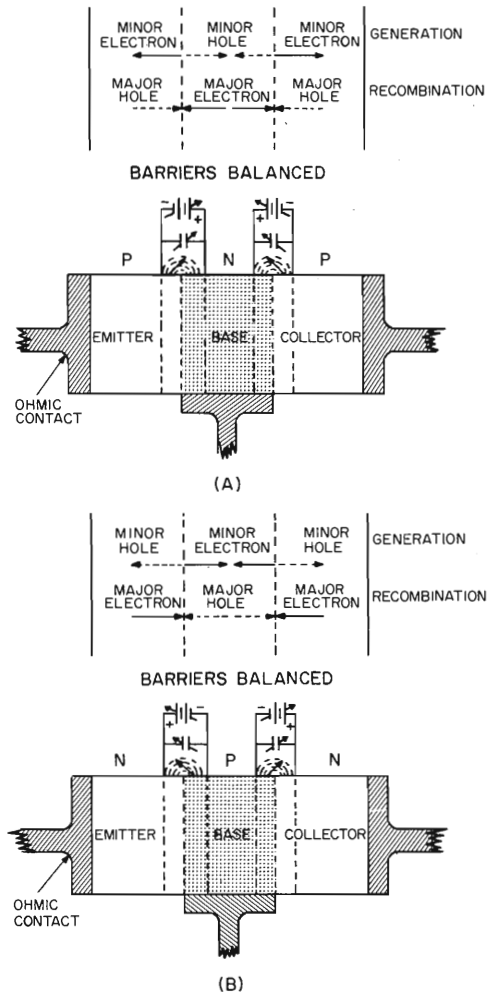 MINOR ELECTRON MINOR HOLE MINOR ELECTRON GENERATION
MAJOR HOLE MAJOR ELECTRON MAJOR HOLE RECOMBINATION
BARRIERS BALANCED
- + - +
P N P
EMITTER BASE COLLECTOR
OHMIC
CONTACT
(A)
MINOR HOLE MINOR ELECTRON MINOR HOLE GENERATION
MAJOR ELECTRON MAJOR HOLE MAJOR ELECTRON RECOMBINATION
BARRIERS BALANCED
+ - - +
N P N
EMITTER BASE COLLECTOR
OHMIC
CONTACT
(B)